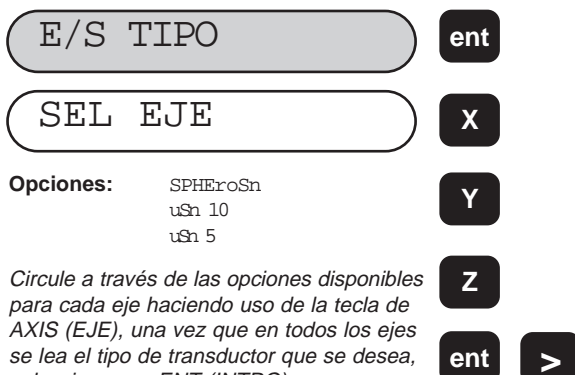 E/S TIPO
ent
SEL EJE
X
Opciones: SPHEroSn
uSn 10
uSn 5
Y
Circule a través de las opciones disponibles
para cada eje haciendo uso de la tecla de
AXIS (EJE), una vez que en todos los ejes
se lea el tipo de transductor que se desea,
Z
ent
>